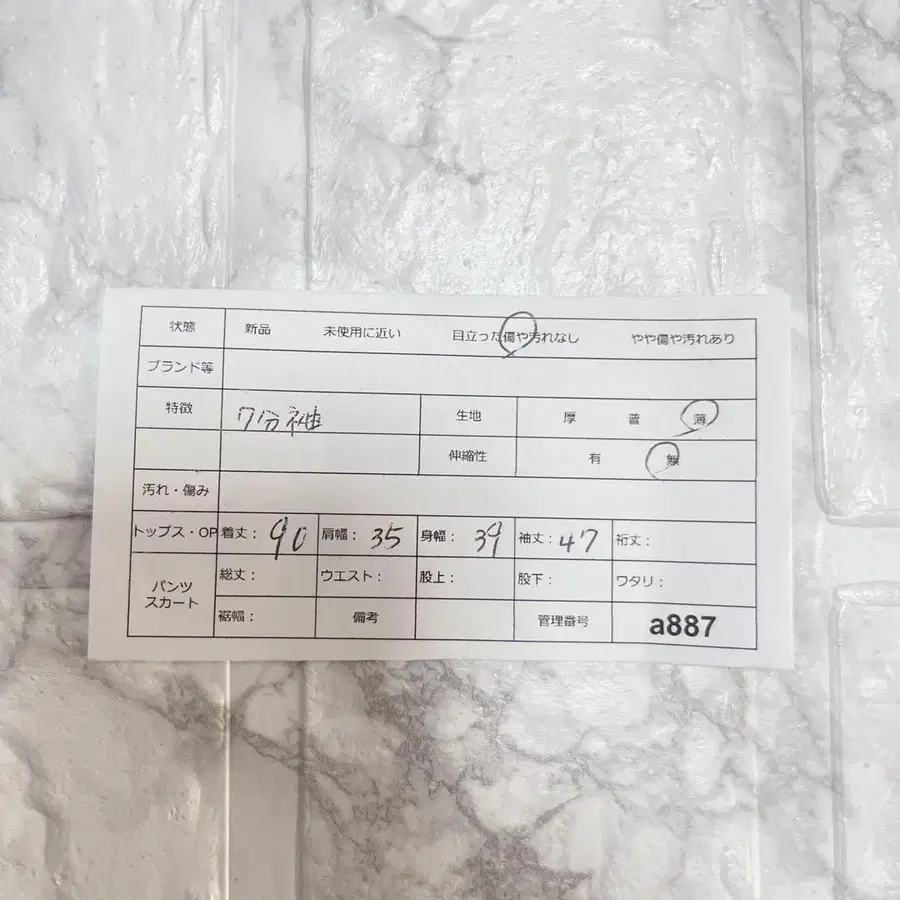 状態 新品 未使用に近い 目立った傷や汚れなし やや傷や汚れあり
ブランド等
特徴 7分袖 生地 厚 普 薄
伸縮性 有 無
汚れ・傷み
トップス・OP 着丈: 90 肩幅: 35 身幅: 39 袖丈: 47 裄丈:
パンツ スカート 総丈: ウエスト: 股上: 股下: ワタリ:
裾幅: 備考 管理番号 a887